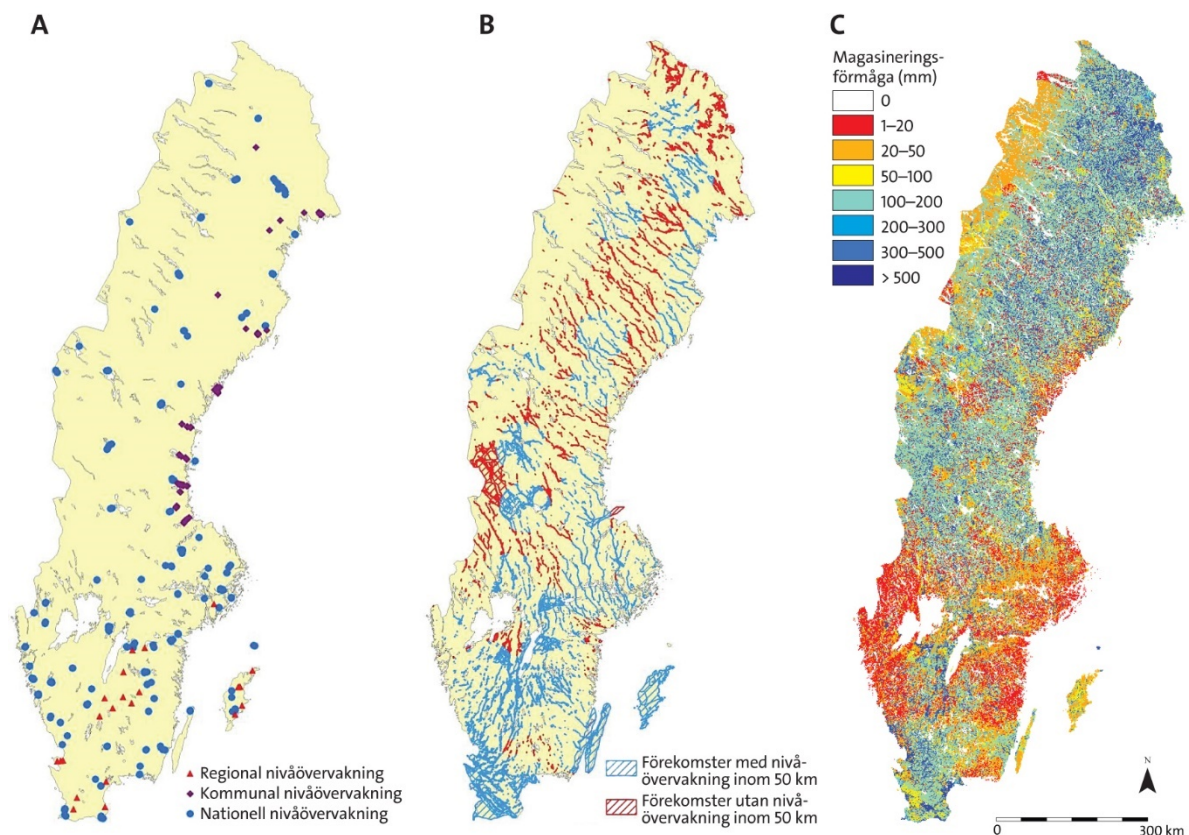 A
Regional nivåövervakning
Kommunal nivåövervakning
Nationell nivåövervakning
B
Förekomster med nivå-
övervakning inom 50 km
Förekomster utan nivå-
övervakning inom 50 km
C
Magasinerings-
förmåga (mm)
0
1–20
20–50
50–100
100–200
200–300
300–500
> 500
N
0
300 km